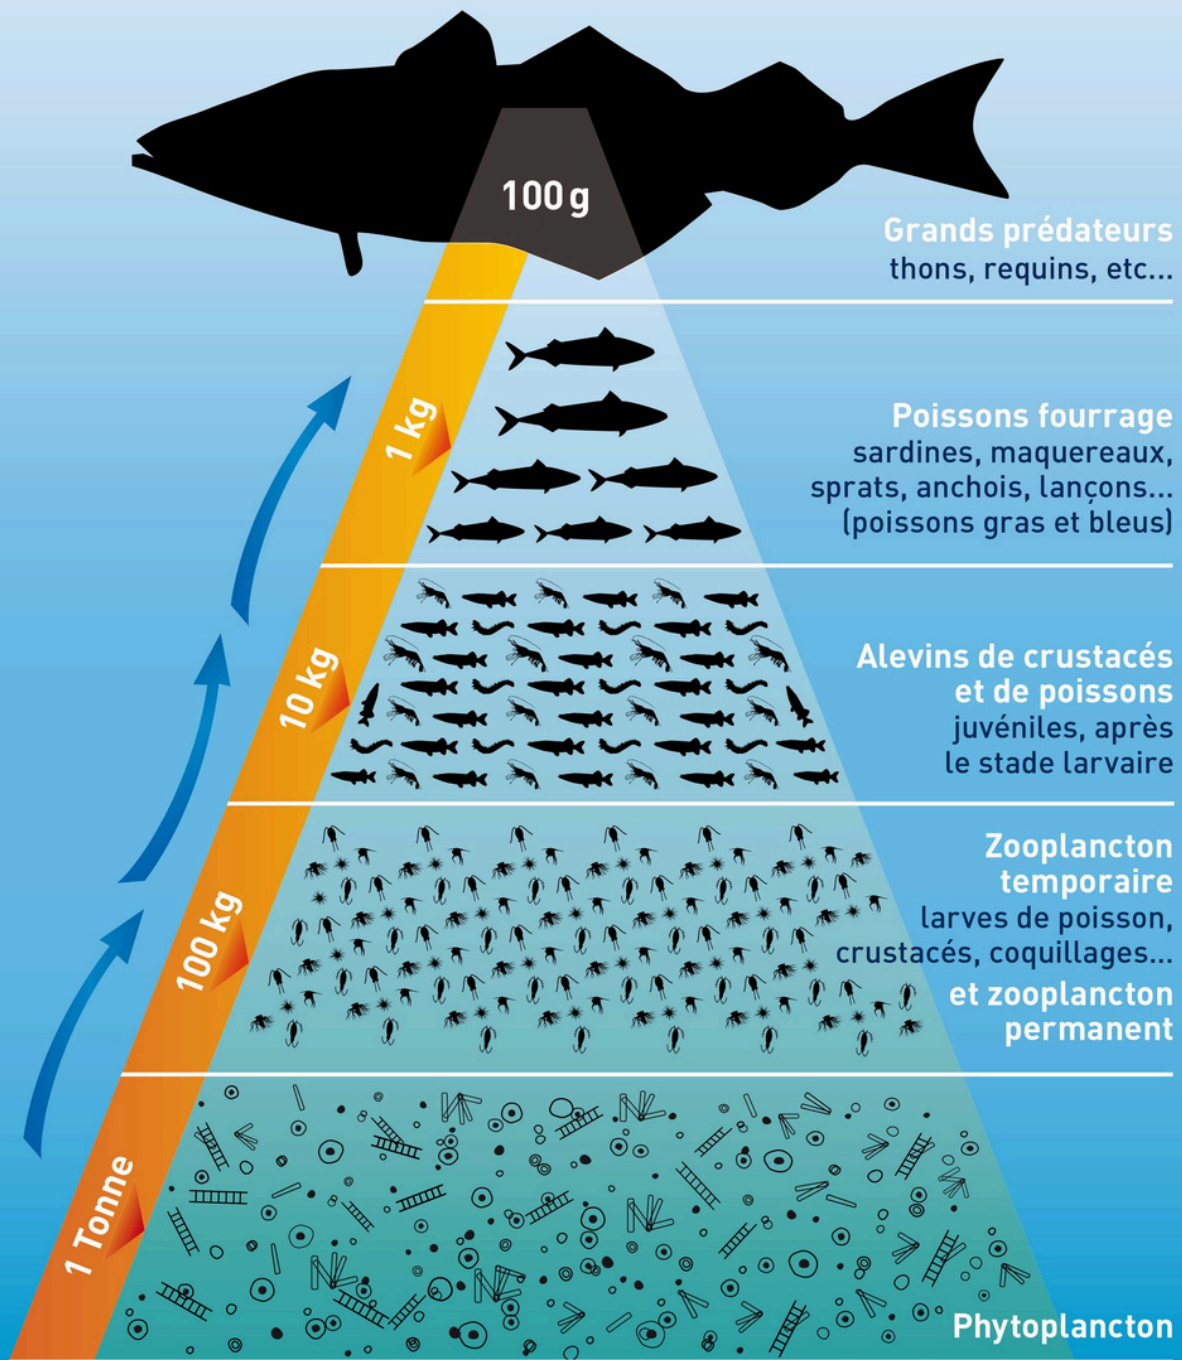 100 g
Grands prédateurs
thons, requins, etc...
1 kg
Poissons fourrage
sardines, maquereaux,
sprats, anchois, lançons...
(poissons gras et bleus)
10 kg
Alevins de crustacés
et de poissons
juvéniles, après
le stade larvaire
100 kg
Zooplancton
temporaire
larves de poisson,
crustacés, coquillages...
et zooplancton
permanent
1 Tonne
Phytoplancton